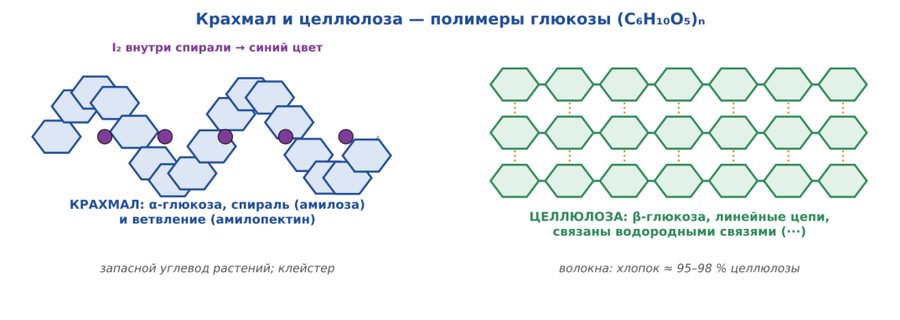 Крахмал и целлюлоза — полимеры глюкозы (C₆H₁₀O₅)ₙ
I₂ внутри спирали → синий цвет
КРАХМАЛ: α-глюкоза, спираль (амилоза)
и ветвление (амилопектин)
ЦЕЛЛЮЛОЗА: β-глюкоза, линейные цепи,
связаны водородными связями (···)
запасной углевод растений; клейстер
волокна: хлопок ≈ 95–98 % целлюлозы